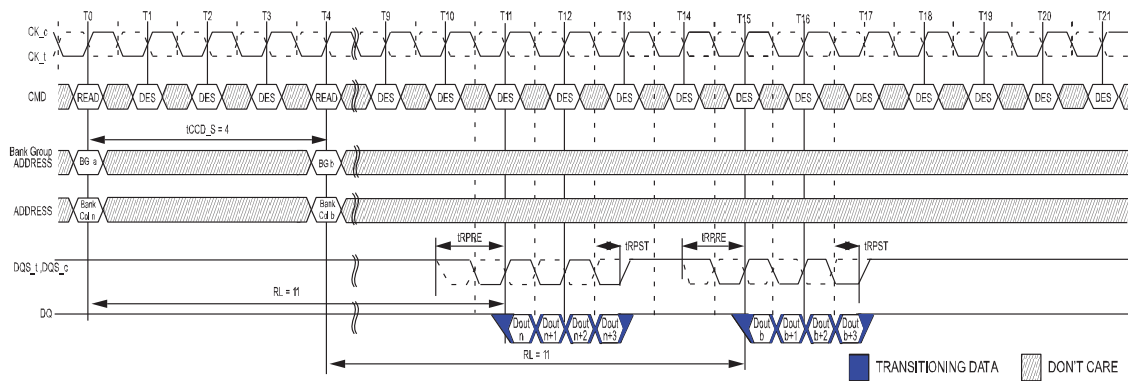 T0 T1 T2 T3 T4 T9 T10 T11 T12 T13 T14 T15 T16 T17 T18 T19 T20 T21
CK_c
CK_t
CMD READ DES DES DES READ DES DES DES DES DES DES DES DES DES DES DES DES DES
tCCD_S = 4
Bank Group
ADDRESS BG a BG b
ADDRESS Bank Col n Bank Col b
tRPRE tRPST tRPRE tRPST
DQS_t ,DQS_c
RL = 11
DQ Dout n Dout n+1 Dout n+2 Dout n+3 Dout b Dout b+1 Dout b+2 Dout b+3
RL = 11
TRANSITIONING DATA DON'T CARE